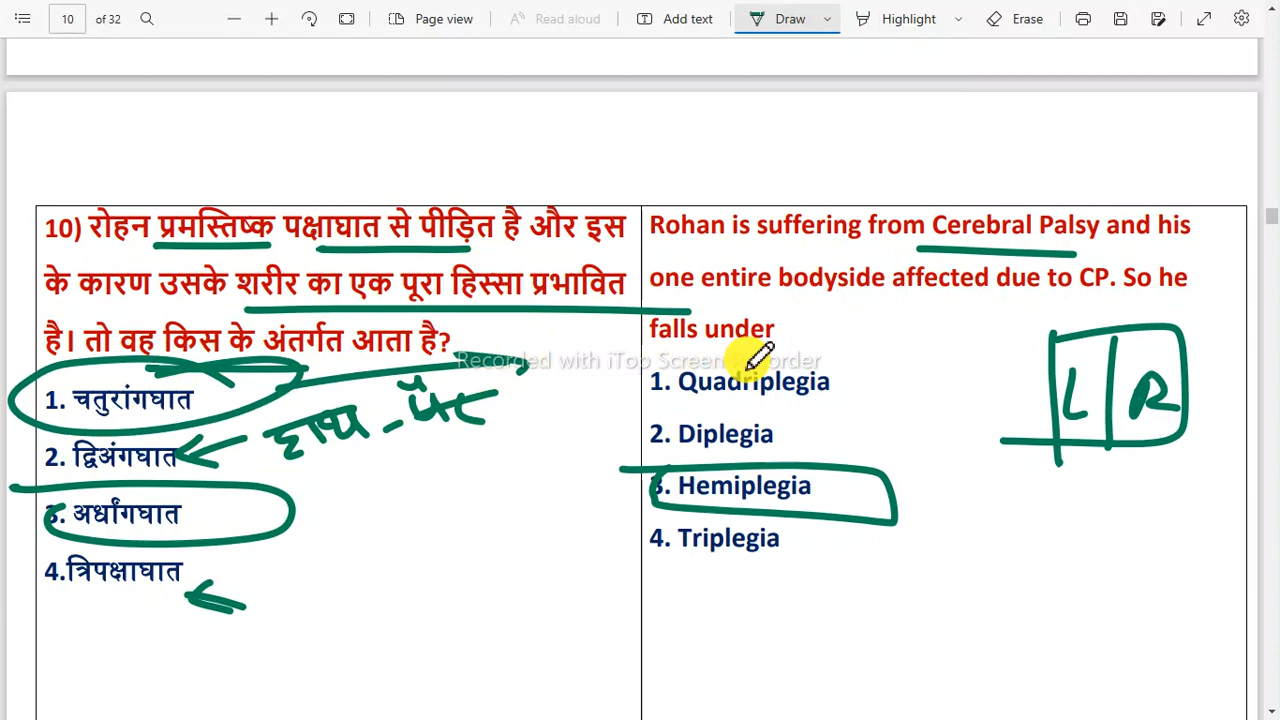 10 of 32 Page view Read aloud Add text Draw Highlight Erase
10) रोहन प्रमस्तिष्क पक्षाघात से पीड़ित है और इस
के कारण उसके शरीर का एक पूरा हिस्सा प्रभावित
है। तो वह किस के अंतर्गत आता है?
1. चतुरांगघात
2. द्विअंगघात
हाथ - पैर
3. अर्धांगघात
4.त्रिपक्षाघात
Rohan is suffering from Cerebral Palsy and his
one entire bodyside affected due to CP. So he
falls under
Recorded with iTop Screen Recorder
1. Quadriplegia
2. Diplegia
3. Hemiplegia
4. Triplegia
L R